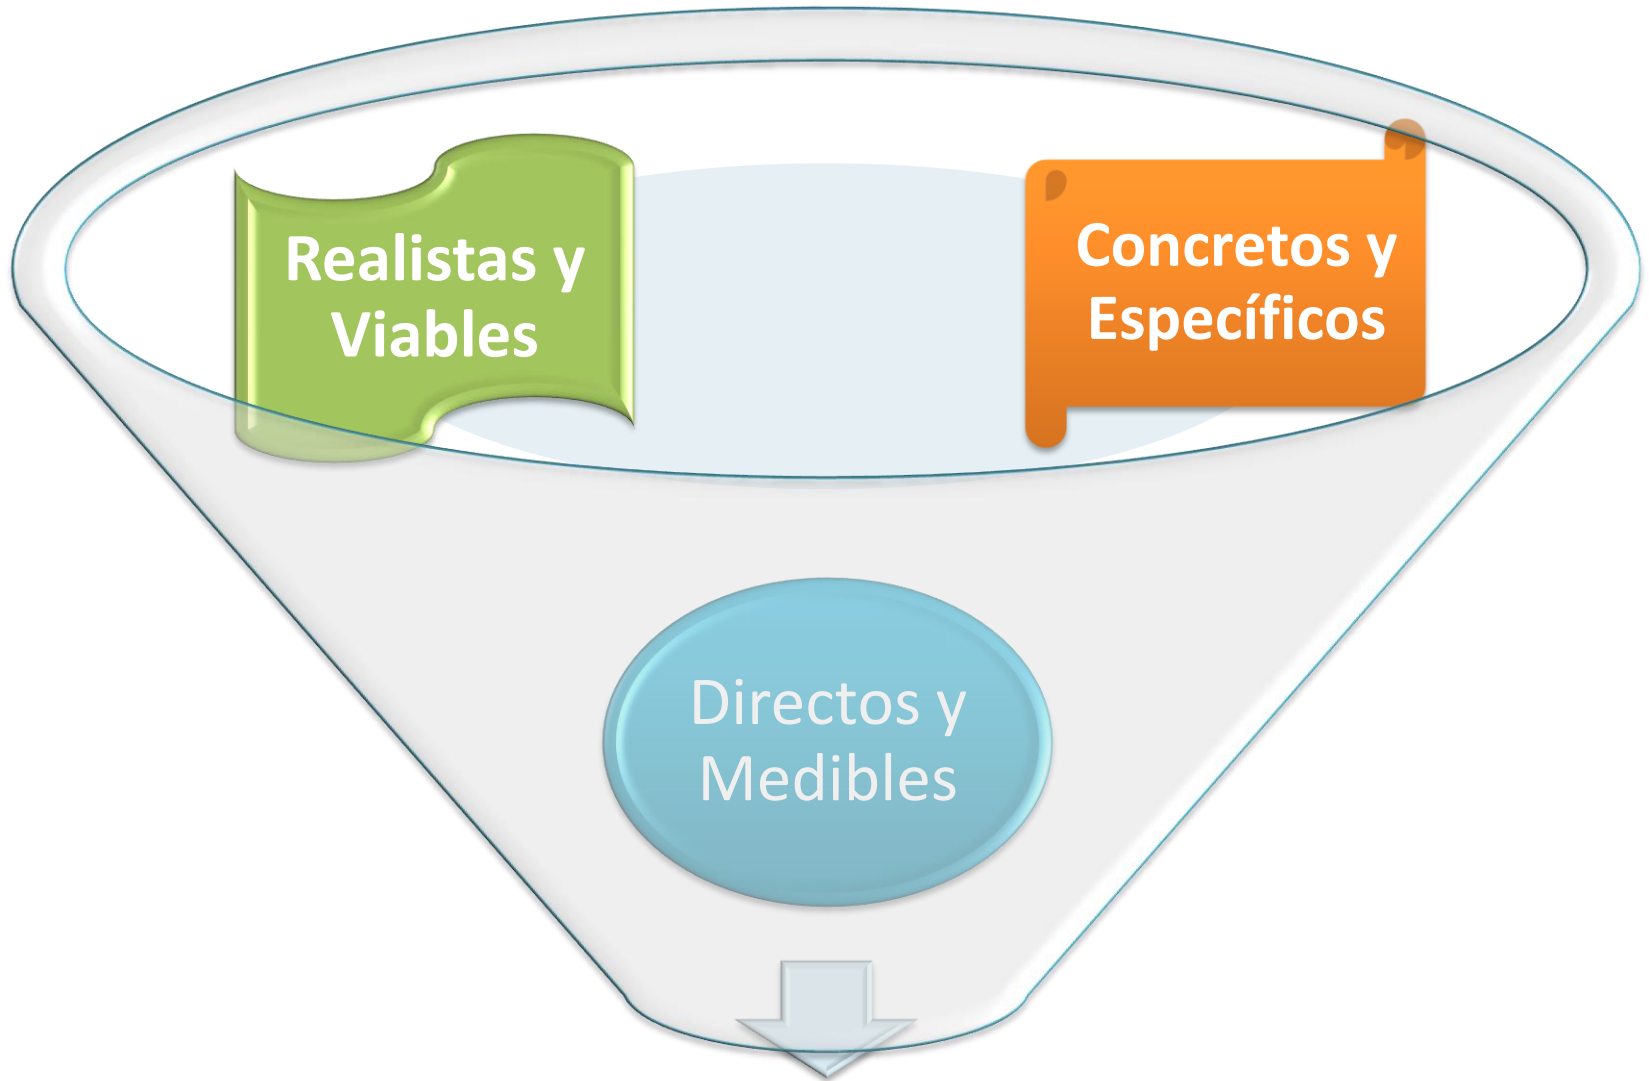 Realistas y
Viables
Concretos y
Específicos
Directos y
Medibles